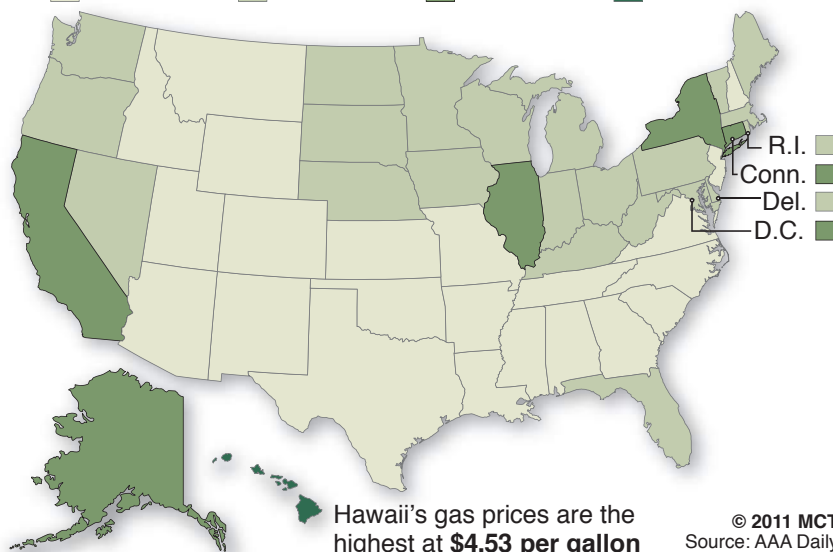 R.I.
Conn.
Del.
D.C.
Hawaii's gas prices are the
highest at $4.53 per gallon
© 2011 MCT
Source: AAA Daily